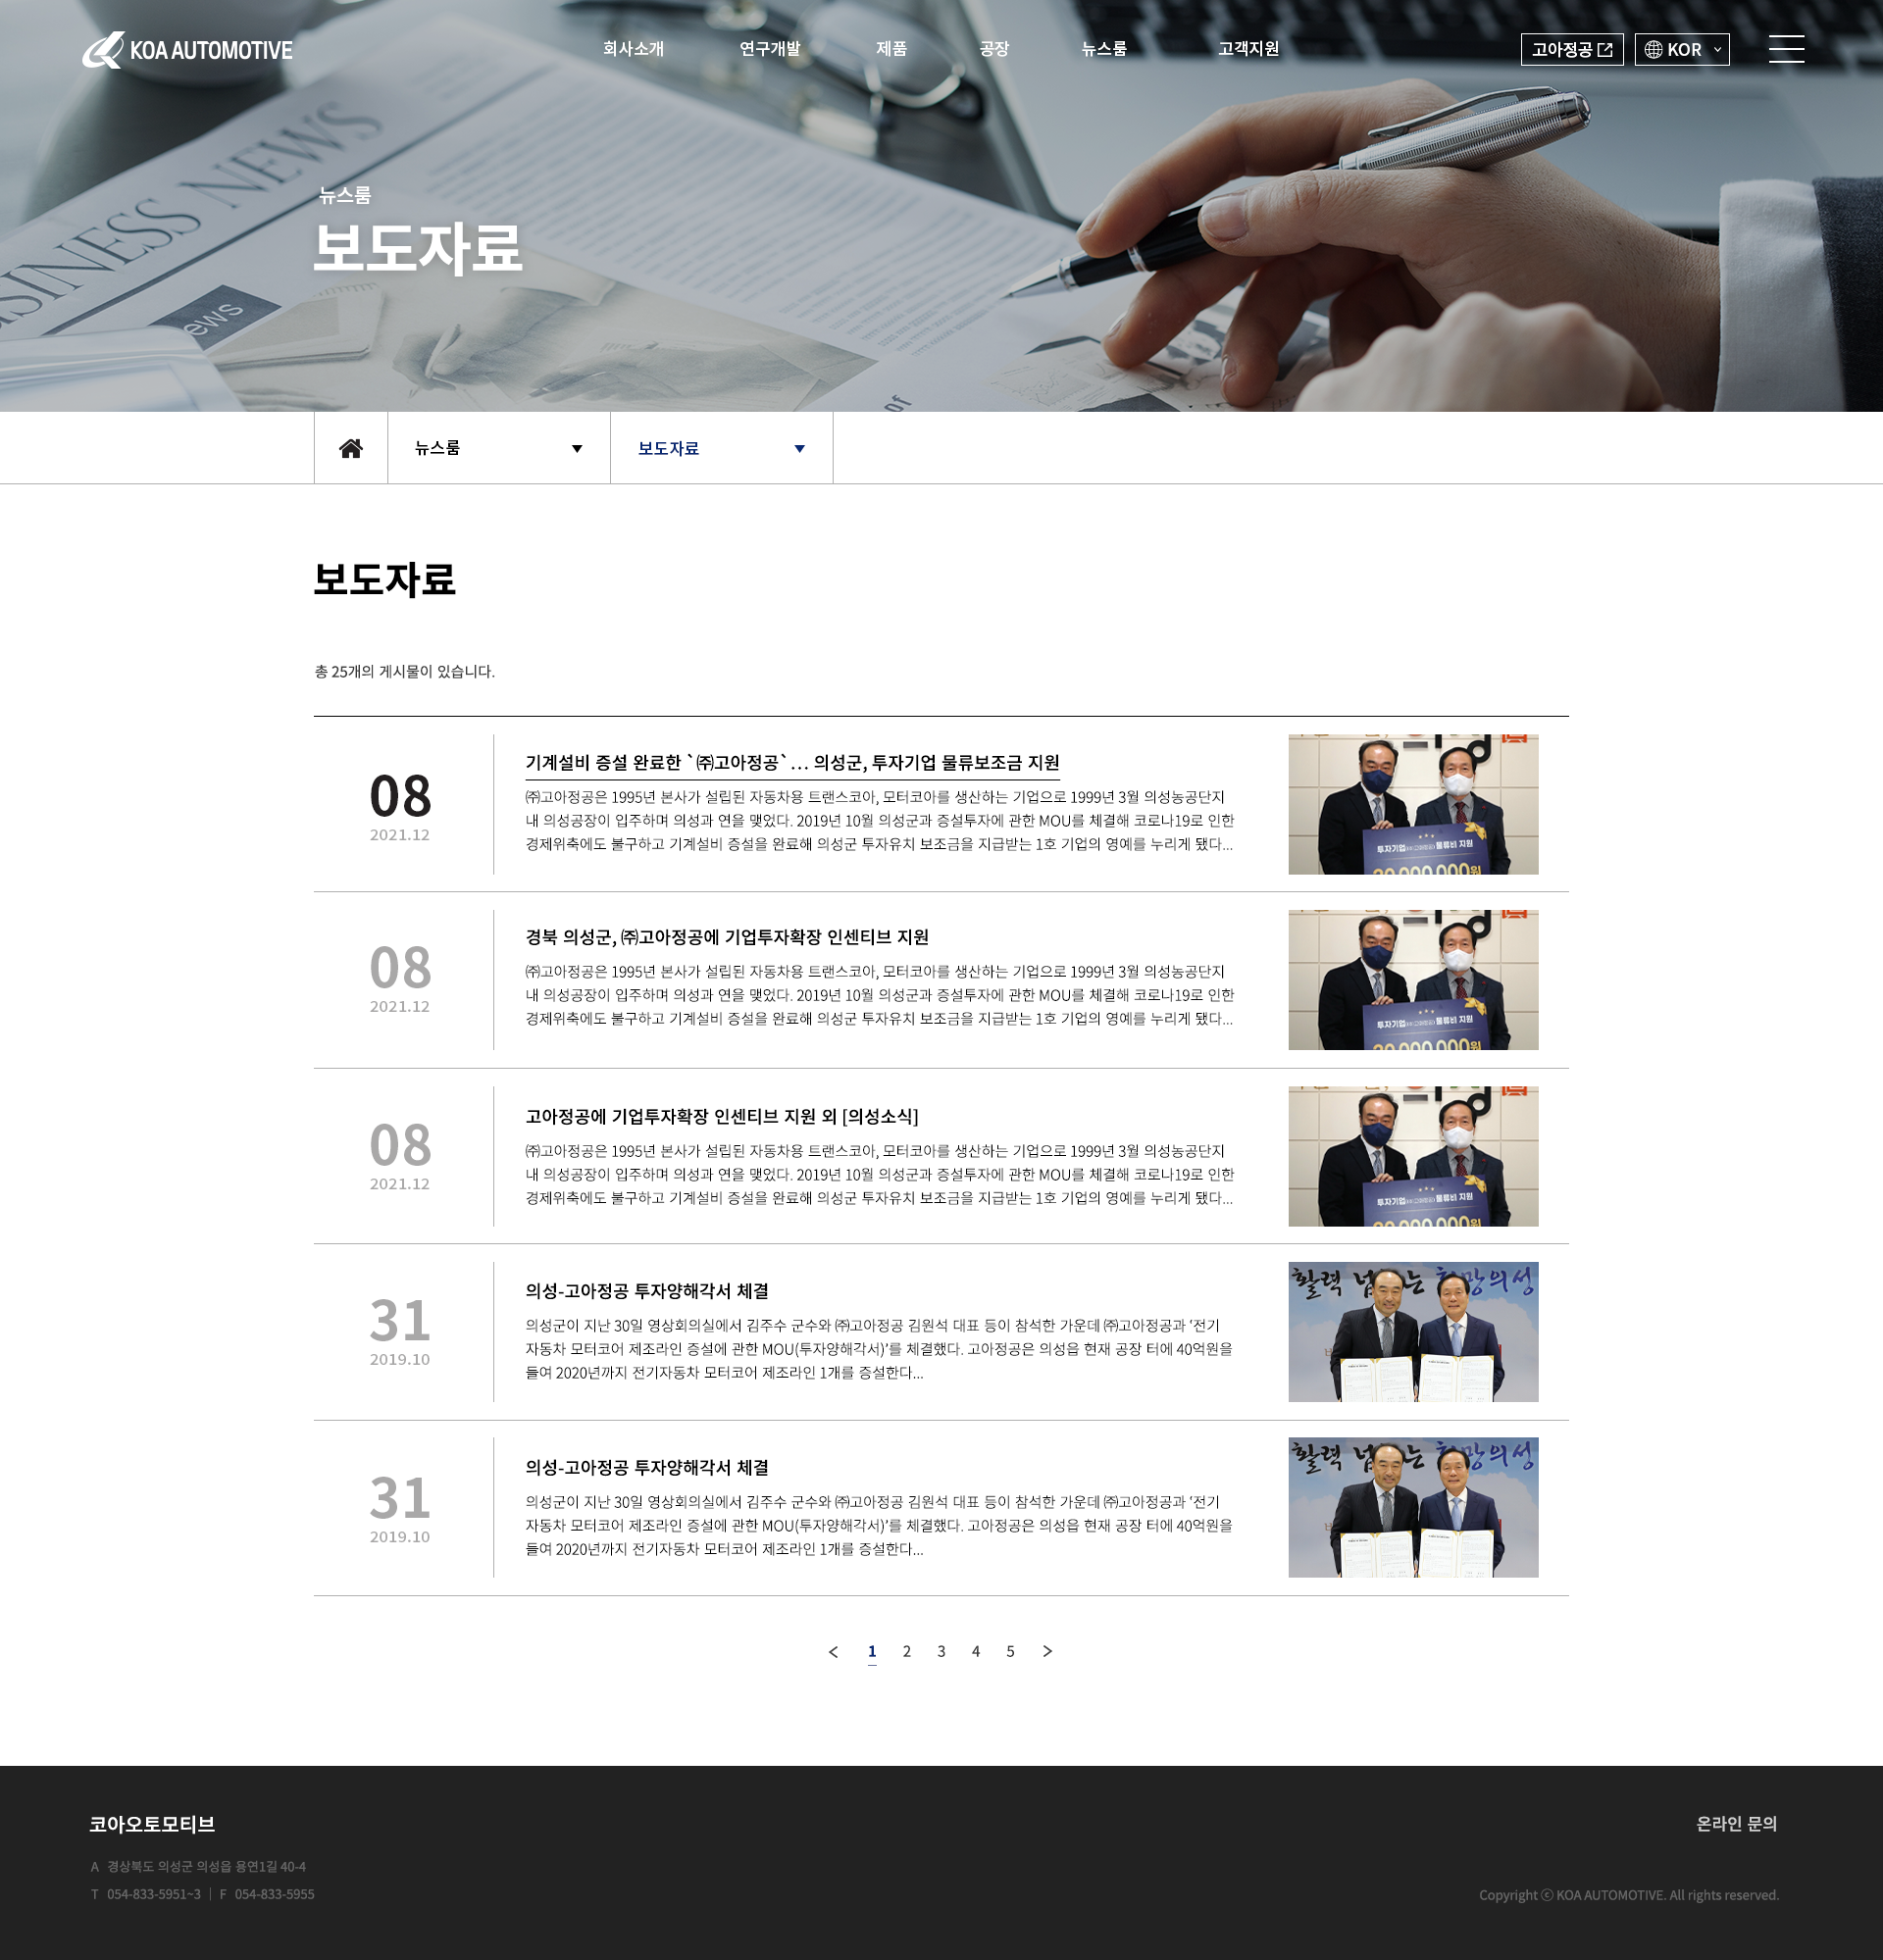 KOA AUTOMOTIVE
회사소개 연구개발 제품 공장 뉴스룸 고객지원
고아정공 KOR
BUSINESS NEWS
news
of
뉴스룸
보도자료
뉴스룸 보도자료
보도자료
총 25개의 게시물이 있습니다.
08
2021.12
기계설비 증설 완료한 `㈜고아정공`… 의성군, 투자기업 물류보조금 지원
㈜고아정공은 1995년 본사가 설립된 자동차용 트랜스코아, 모터코아를 생산하는 기업으로 1999년 3월 의성농공단지
내 의성공장이 입주하며 의성과 연을 맺었다. 2019년 10월 의성군과 증설투자에 관한 MOU를 체결해 코로나19로 인한
경제위축에도 불구하고 기계설비 증설을 완료해 의성군 투자유치 보조금을 지급받는 1호 기업의 영예를 누리게 됐다...
투자기업 물류비 지원
08
2021.12
경북 의성군, ㈜고아정공에 기업투자확장 인센티브 지원
㈜고아정공은 1995년 본사가 설립된 자동차용 트랜스코아, 모터코아를 생산하는 기업으로 1999년 3월 의성농공단지
내 의성공장이 입주하며 의성과 연을 맺었다. 2019년 10월 의성군과 증설투자에 관한 MOU를 체결해 코로나19로 인한
경제위축에도 불구하고 기계설비 증설을 완료해 의성군 투자유치 보조금을 지급받는 1호 기업의 영예를 누리게 됐다...
투자기업 물류비 지원
08
2021.12
고아정공에 기업투자확장 인센티브 지원 외 [의성소식]
㈜고아정공은 1995년 본사가 설립된 자동차용 트랜스코아, 모터코아를 생산하는 기업으로 1999년 3월 의성농공단지
내 의성공장이 입주하며 의성과 연을 맺었다. 2019년 10월 의성군과 증설투자에 관한 MOU를 체결해 코로나19로 인한
경제위축에도 불구하고 기계설비 증설을 완료해 의성군 투자유치 보조금을 지급받는 1호 기업의 영예를 누리게 됐다...
투자기업 물류비 지원
31
2019.10
의성-고아정공 투자양해각서 체결
의성군이 지난 30일 영상회의실에서 김주수 군수와 ㈜고아정공 김원석 대표 등이 참석한 가운데 ㈜고아정공과 ‘전기
자동차 모터코어 제조라인 증설에 관한 MOU(투자양해각서)’를 체결했다. 고아정공은 의성읍 현재 공장 터에 40억원을
들여 2020년까지 전기자동차 모터코어 제조라인 1개를 증설한다...
활력
31
2019.10
의성-고아정공 투자양해각서 체결
의성군이 지난 30일 영상회의실에서 김주수 군수와 ㈜고아정공 김원석 대표 등이 참석한 가운데 ㈜고아정공과 ‘전기
자동차 모터코어 제조라인 증설에 관한 MOU(투자양해각서)’를 체결했다. 고아정공은 의성읍 현재 공장 터에 40억원을
들여 2020년까지 전기자동차 모터코어 제조라인 1개를 증설한다...
활력
< 1 2 3 4 5 >
코아오토모티브
온라인 문의
A 경상북도 의성군 의성읍 용연1길 40-4
T 054-833-5951~3 | F 054-833-5955
Copyright ⓒ KOA AUTOMOTIVE. All rights reserved.